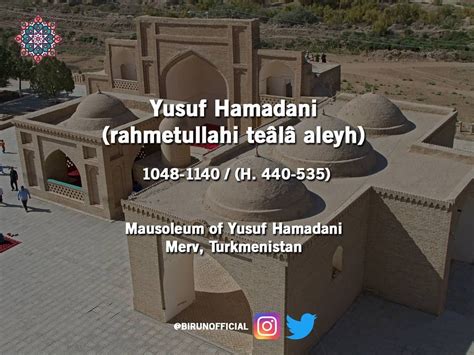 Yusuf Hamadani
(rahmetullahi teâlâ aleyh)
1048-1140 / (H. 440-535)
Mausoleum of Yusuf Hamadani
Merv, Turkmenistan
@BIRUNOFFICIAL